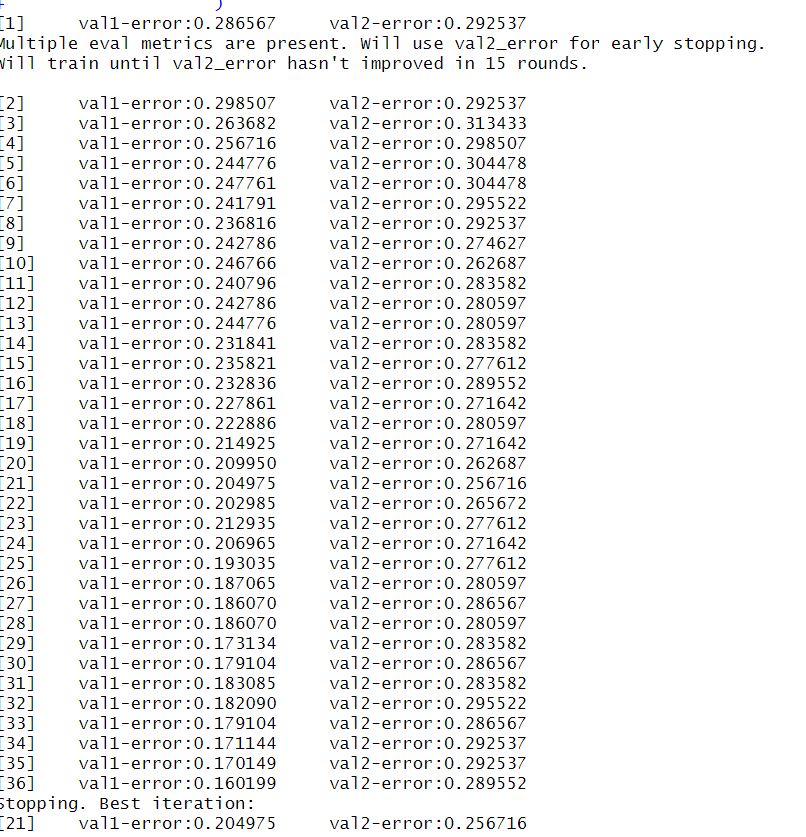 + )
[1] val1-error:0.286567 val2-error:0.292537
Multiple eval metrics are present. Will use val2_error for early stopping.
Will train until val2_error hasn't improved in 15 rounds.
[2] val1-error:0.298507 val2-error:0.292537
[3] val1-error:0.263682 val2-error:0.313433
[4] val1-error:0.256716 val2-error:0.298507
[5] val1-error:0.244776 val2-error:0.304478
[6] val1-error:0.247761 val2-error:0.304478
[7] val1-error:0.241791 val2-error:0.295522
[8] val1-error:0.236816 val2-error:0.292537
[9] val1-error:0.242786 val2-error:0.274627
[10] val1-error:0.246766 val2-error:0.262687
[11] val1-error:0.240796 val2-error:0.283582
[12] val1-error:0.242786 val2-error:0.280597
[13] val1-error:0.244776 val2-error:0.280597
[14] val1-error:0.231841 val2-error:0.283582
[15] val1-error:0.235821 val2-error:0.277612
[16] val1-error:0.232836 val2-error:0.289552
[17] val1-error:0.227861 val2-error:0.271642
[18] val1-error:0.222886 val2-error:0.280597
[19] val1-error:0.214925 val2-error:0.271642
[20] val1-error:0.209950 val2-error:0.262687
[21] val1-error:0.204975 val2-error:0.256716
[22] val1-error:0.202985 val2-error:0.265672
[23] val1-error:0.212935 val2-error:0.277612
[24] val1-error:0.206965 val2-error:0.271642
[25] val1-error:0.193035 val2-error:0.277612
[26] val1-error:0.187065 val2-error:0.280597
[27] val1-error:0.186070 val2-error:0.286567
[28] val1-error:0.186070 val2-error:0.280597
[29] val1-error:0.173134 val2-error:0.283582
[30] val1-error:0.179104 val2-error:0.286567
[31] val1-error:0.183085 val2-error:0.283582
[32] val1-error:0.182090 val2-error:0.295522
[33] val1-error:0.179104 val2-error:0.286567
[34] val1-error:0.171144 val2-error:0.292537
[35] val1-error:0.170149 val2-error:0.292537
[36] val1-error:0.160199 val2-error:0.289552
Stopping. Best iteration:
[21] val1-error:0.204975 val2-error:0.256716